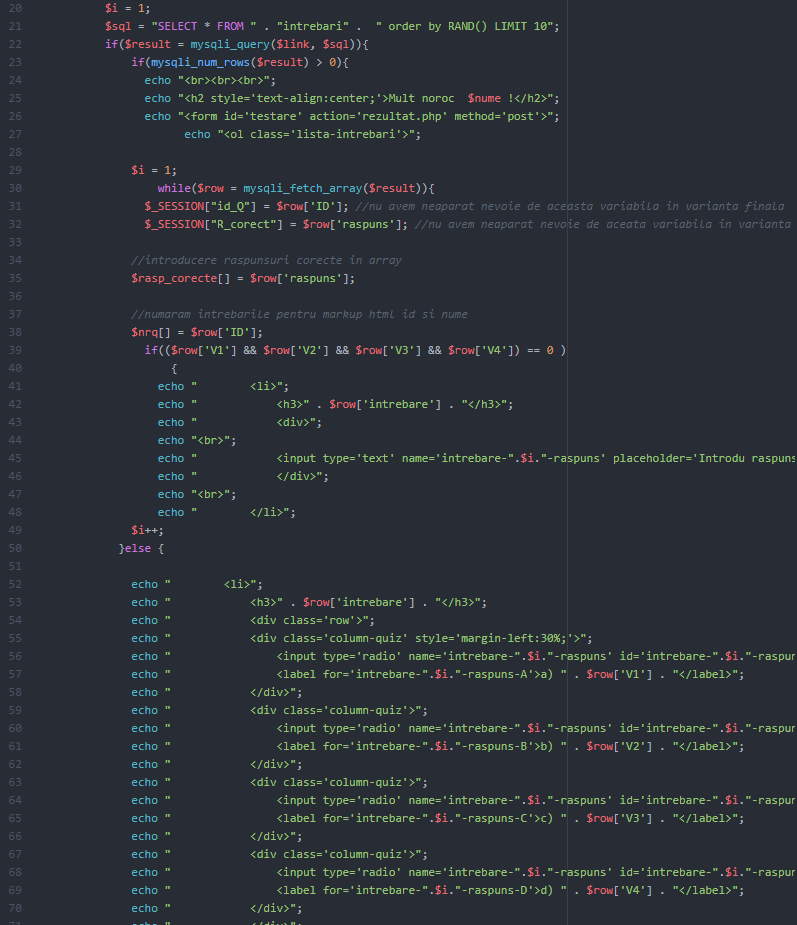 20 $i = 1;
21 $sql = "SELECT * FROM " . "intrebari" .  " order by RAND() LIMIT 10";
22 if($result = mysqli_query($link, $sql)){
23 if(mysqli_num_rows($result) > 0){
24 echo "<br><br><br>";
25 echo "<h2 style='text-align:center;'>Mult noroc  $nume !</h2>";
26 echo "<form id='testare' action='rezultat.php' method='post'>";
27 echo "<ol class='lista-intrebari'>";
28
29 $i = 1;
30 while($row = mysqli_fetch_array($result)){
31 $_SESSION["id_Q"] = $row['ID']; //nu avem neaparat nevoie de aceasta variabila in varianta finala
32 $_SESSION["R_corect"] = $row['raspuns']; //nu avem neaparat nevoie de aceata variabila in varianta
33
34 //introducere raspunsuri corecte in array
35 $rasp_corecte[] = $row['raspuns'];
36
37 //numaram intrebarile pentru markup html id si nume
38 $nrq[] = $row['ID'];
39 if(($row['V1'] && $row['V2'] && $row['V3'] && $row['V4']) == 0 )
40 {
41 echo "        <li>";
42 echo "            <h3>" . $row['intrebare'] . "</h3>";
43 echo "            <div>";
44 echo "<br>";
45 echo "            <input type='text' name='intrebare-".$i."-raspuns' placeholder='Introdu raspuns
46 echo "            </div>";
47 echo "<br>";
48 echo "        </li>";
49 $i++;
50 }else {
51
52 echo "        <li>";
53 echo "            <h3>" . $row['intrebare'] . "</h3>";
54 echo "            <div class='row'>";
55 echo "            <div class='column-quiz' style='margin-left:30%;'>";
56 echo "                <input type='radio' name='intrebare-".$i."-raspuns' id='intrebare-".$i."-raspun
57 echo "                <label for='intrebare-".$i."-raspuns-A'>a) " . $row['V1'] . "</label>";
58 echo "            </div>";
59 echo "            <div class='column-quiz'>";
60 echo "                <input type='radio' name='intrebare-".$i."-raspuns' id='intrebare-".$i."-raspun
61 echo "                <label for='intrebare-".$i."-raspuns-B'>b) " . $row['V2'] . "</label>";
62 echo "            </div>";
63 echo "            <div class='column-quiz'>";
64 echo "                <input type='radio' name='intrebare-".$i."-raspuns' id='intrebare-".$i."-raspun
65 echo "                <label for='intrebare-".$i."-raspuns-C'>c) " . $row['V3'] . "</label>";
66 echo "            </div>";
67 echo "            <div class='column-quiz'>";
68 echo "                <input type='radio' name='intrebare-".$i."-raspuns' id='intrebare-".$i."-raspun
69 echo "                <label for='intrebare-".$i."-raspuns-D'>d) " . $row['V4'] . "</label>";
70 echo "            </div>";